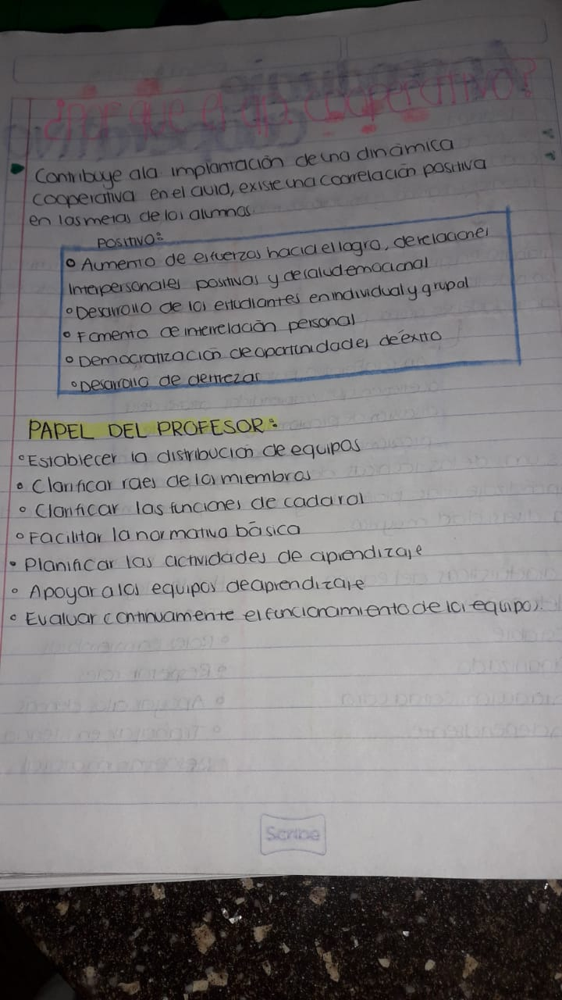 ¿Por que el ap. cooperativo?
Contribuye ala implantación de una dinámica
cooperativa en el aula, existe una coorrelación positiva
en las metas de los alumnos.
POSITIVO:
Aumento de esfuerzos hacia el logro, de relaciones
Interpersonales positivas y de salud emocional
Desarrollo de los estudiantes en individual y grupal
Fomento de interrelación personal
Democratización de oportunidades de éxito
Desarrollo de destrezas
PAPEL DEL PROFESOR:
Establecer la distribución de equipos
Clarificar roles de los miembros
Clarificar las funciones de cada rol
Facilitar la normativa básica
Planificar las actividades de aprendizaje
Apoyar a los equipos de aprendizaje
Evaluar continuamente el funcionamiento de los equipos.
Scribe